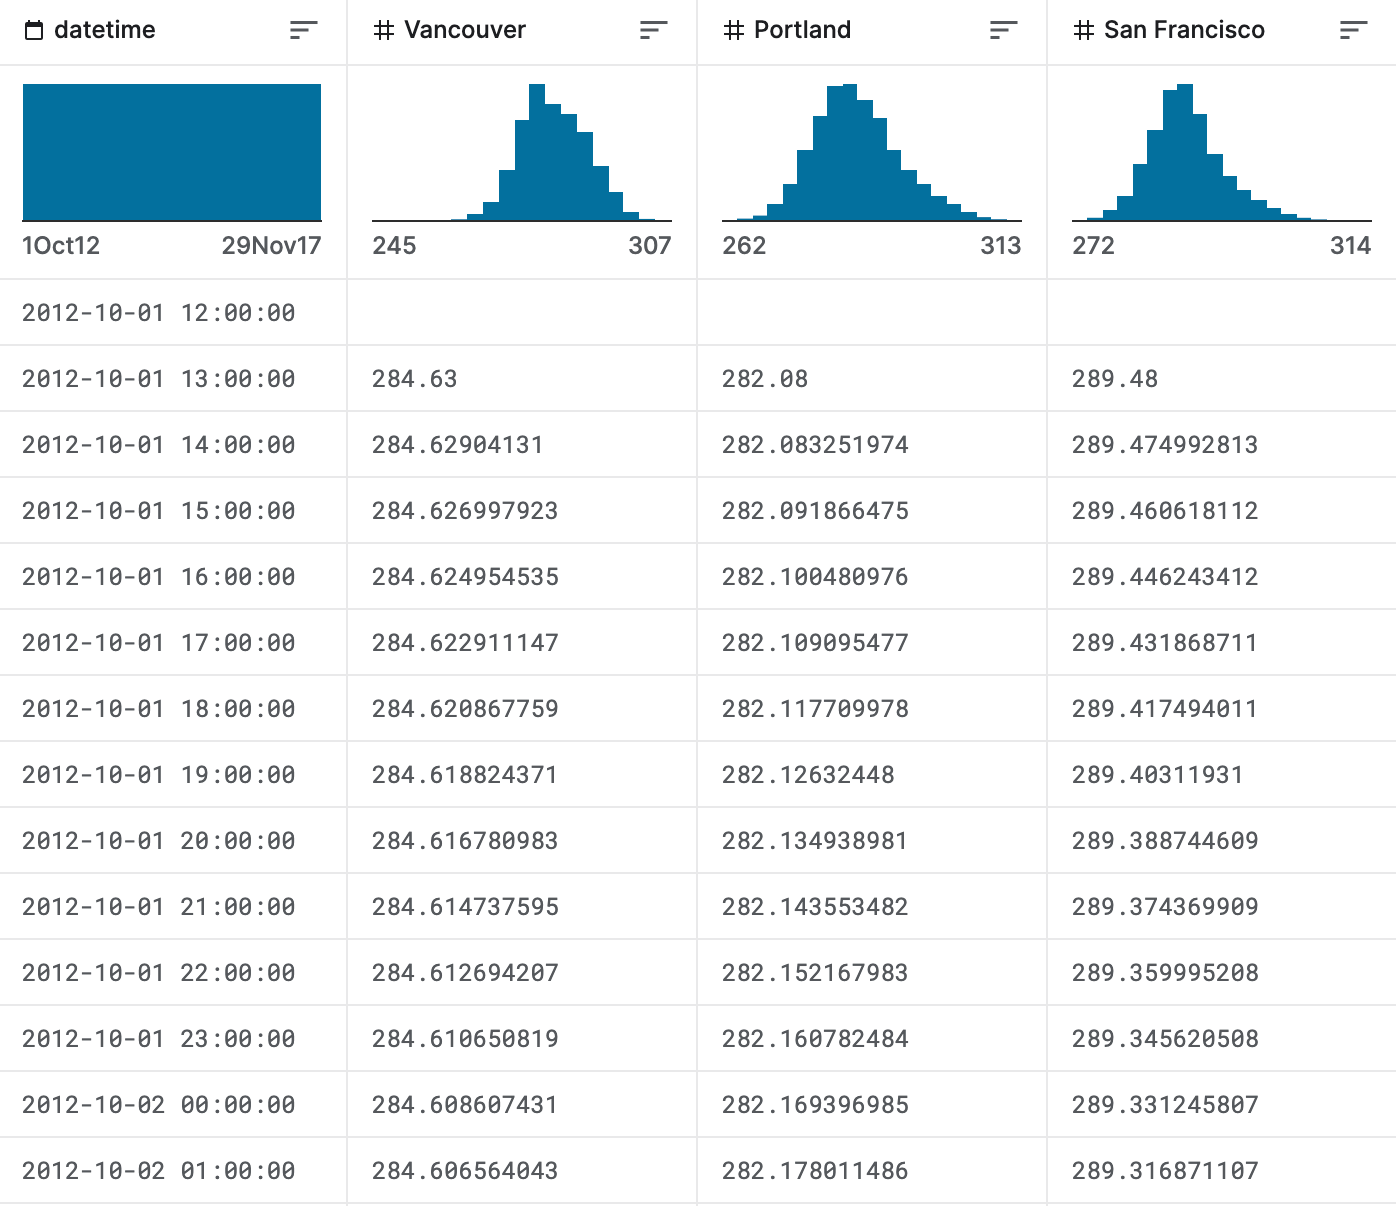 datetime Vancouver Portland San Francisco
1Oct12 29Nov17 245 307 262 313 272 314
2012-10-01 12:00:00
2012-10-01 13:00:00 284.63 282.08 289.48
2012-10-01 14:00:00 284.62904131 282.083251974 289.474992813
2012-10-01 15:00:00 284.626997923 282.091866475 289.460618112
2012-10-01 16:00:00 284.624954535 282.100480976 289.446243412
2012-10-01 17:00:00 284.622911147 282.109095477 289.431868711
2012-10-01 18:00:00 284.620867759 282.117709978 289.417494011
2012-10-01 19:00:00 284.618824371 282.12632448 289.40311931
2012-10-01 20:00:00 284.616780983 282.134938981 289.388744609
2012-10-01 21:00:00 284.614737595 282.143553482 289.374369909
2012-10-01 22:00:00 284.612694207 282.152167983 289.359995208
2012-10-01 23:00:00 284.610650819 282.160782484 289.345620508
2012-10-02 00:00:00 284.608607431 282.169396985 289.331245807
2012-10-02 01:00:00 284.606564043 282.178011486 289.316871107